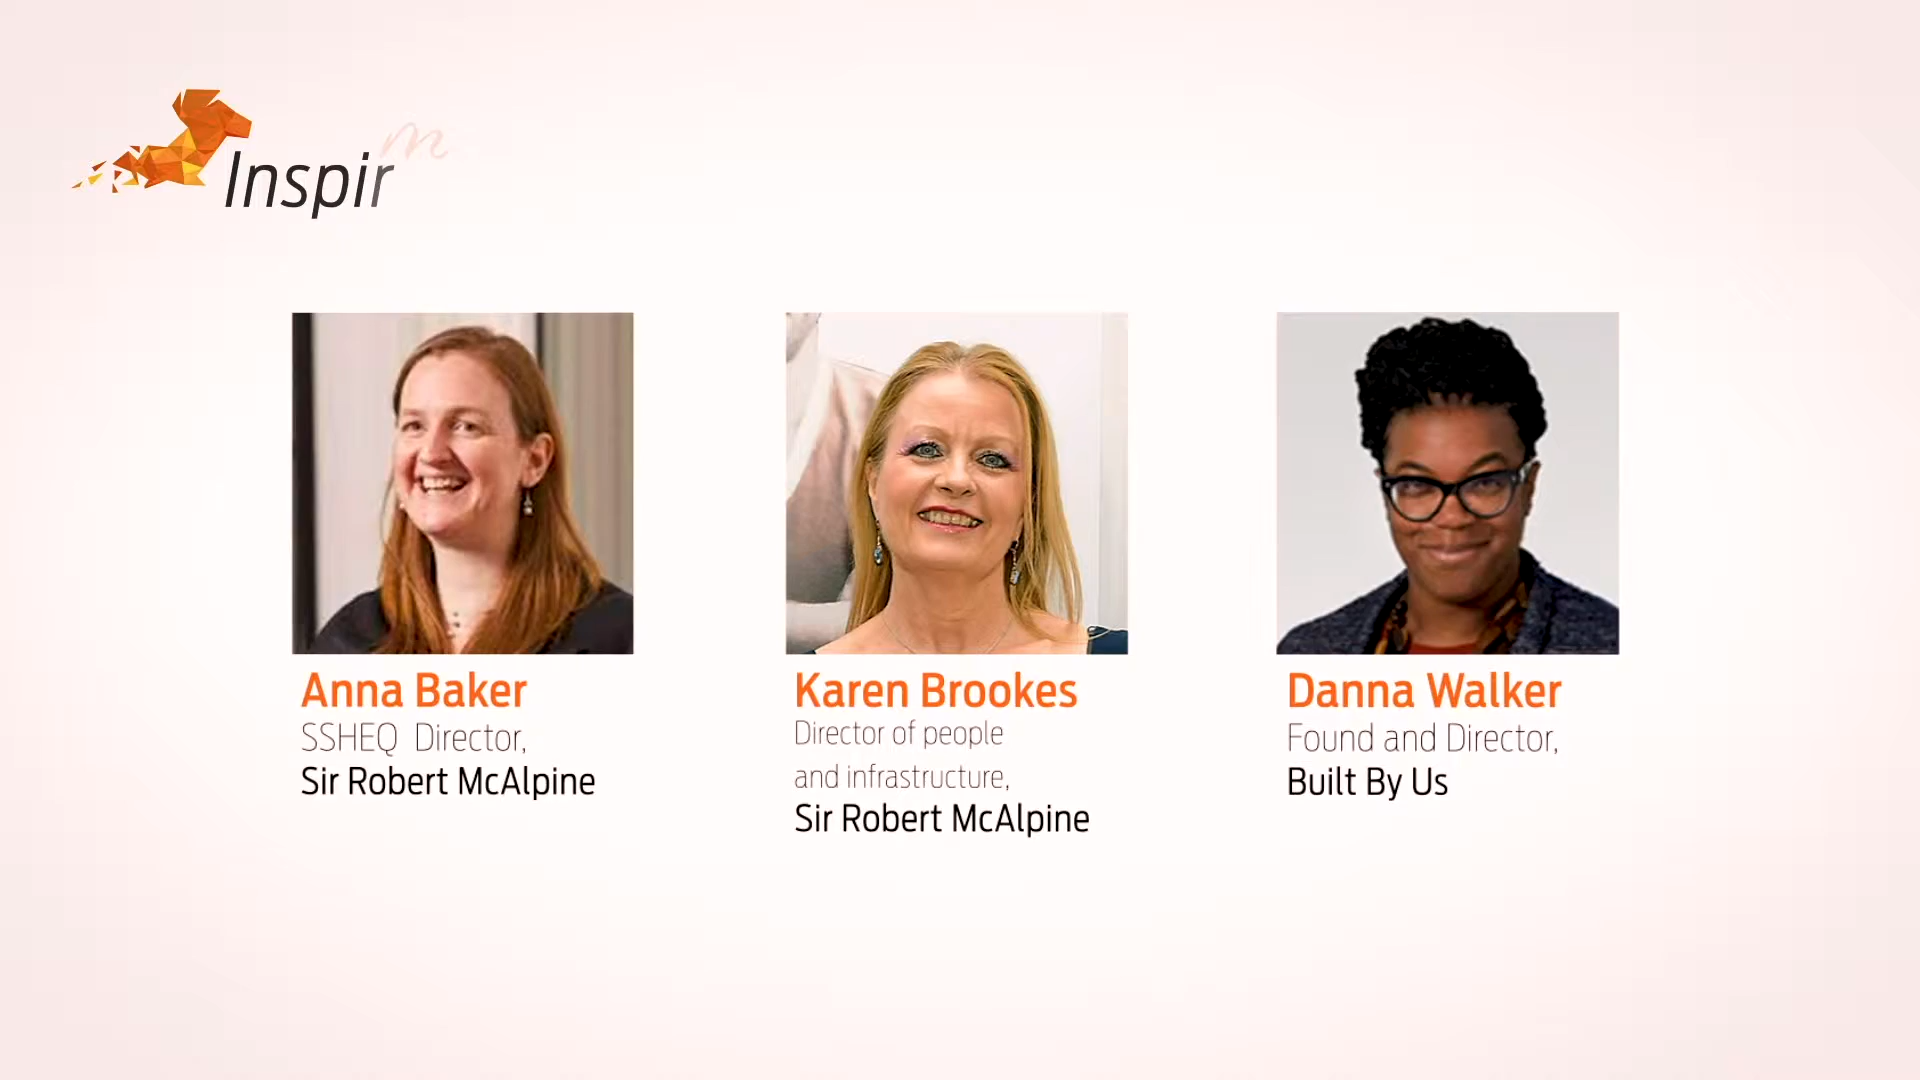 Inspir
m
Anna Baker
SSHEQ Director,
Sir Robert McAlpine
Karen Brookes
Director of people
and infrastructure,
Sir Robert McAlpine
Danna Walker
Found and Director,
Built By Us